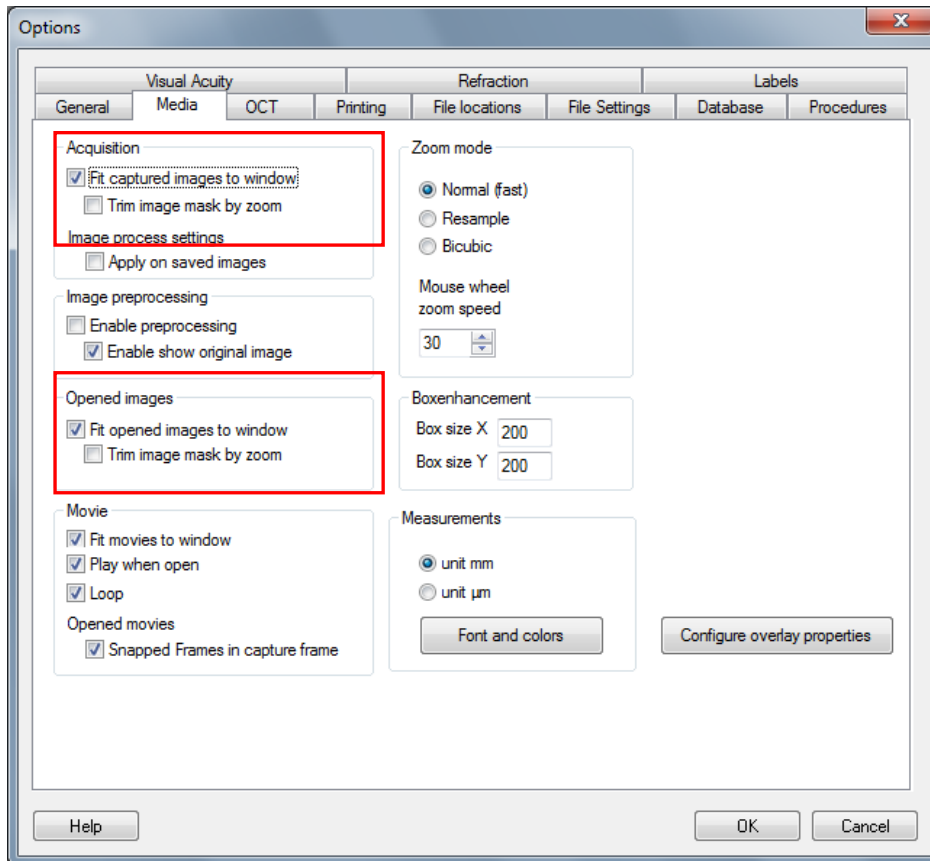 Options
Visual Acuity
Refraction
Labels
General
Media
OCT
Printing
File locations
File Settings
Database
Procedures
Acquisition
Fit captured images to window
Trim image mask by zoom
Image process settings
Apply on saved images
Image preprocessing
Enable preprocessing
Enable show original image
Opened images
Fit opened images to window
Trim image mask by zoom
Movie
Fit movies to window
Play when open
Loop
Opened movies
Snapped Frames in capture frame
Zoom mode
Normal (fast)
Resample
Bicubic
Mouse wheel
zoom speed
30
Boxenhancement
Box size X 200
Box size Y 200
Measurements
unit mm
unit µm
Font and colors
Configure overlay properties
Help
OK
Cancel